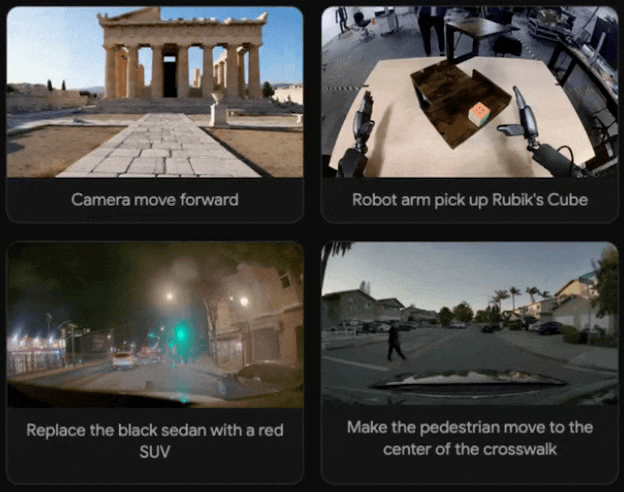 Camera move forward
Robot arm pick up Rubik's Cube
Replace the black sedan with a red
SUV
Make the pedestrian move to the
center of the crosswalk